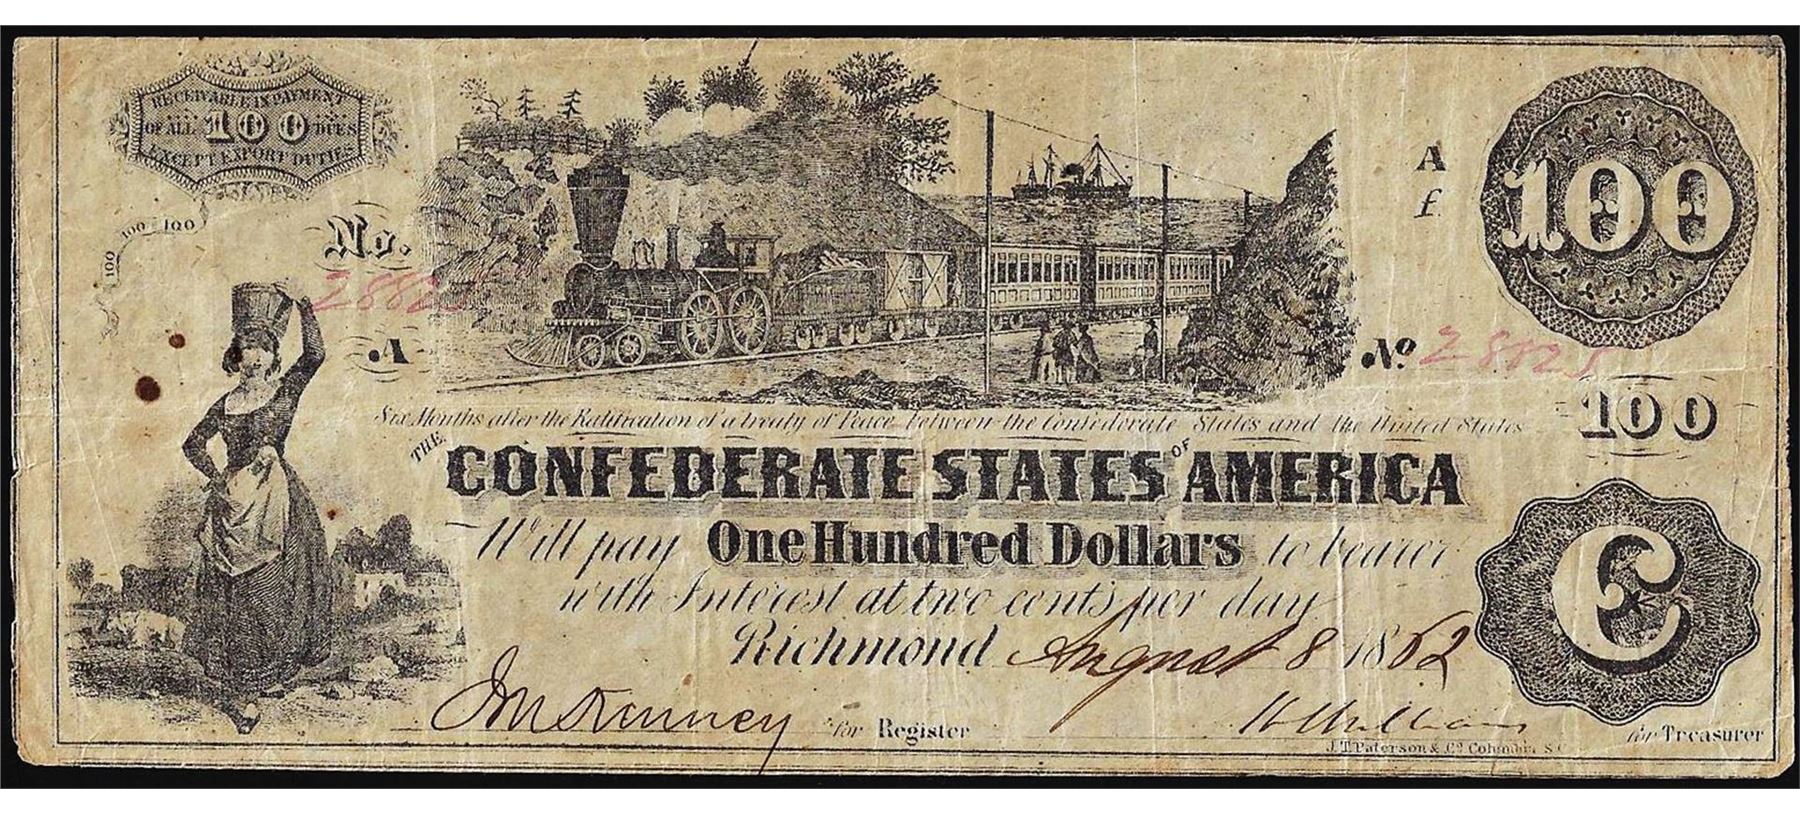 RECEIVABLE IN PAYMENT
OF ALL 100 DUES
EXCEPT EXPORT DUTIES
100 100 100
No.
28825
A
A
f
100
No 28825
100
Six Months after the Ratification of a treaty of Peace between the Confederate States and the United States
THE CONFEDERATE STATES OF AMERICA
Will pay One Hundred Dollars to bearer
with Interest at two cents per day
Richmond August 8 1862
C
for Register
for Treasurer
J.T. Paterson & Co Columbia S.C